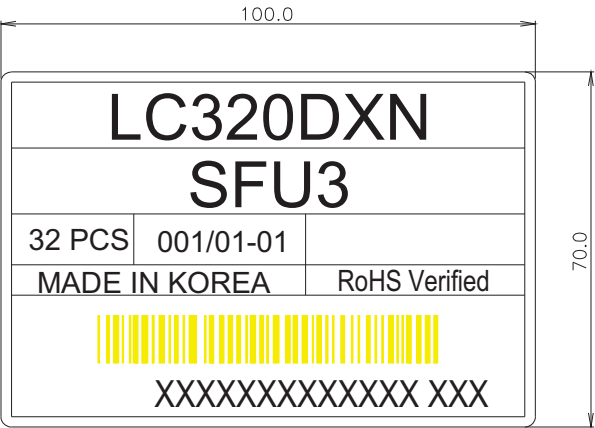 100.0
LC320DXN
SFU3
32 PCS 001/01-01
MADE IN KOREA RoHS Verified
XXXXXXXXXXXXX XXX
70.0